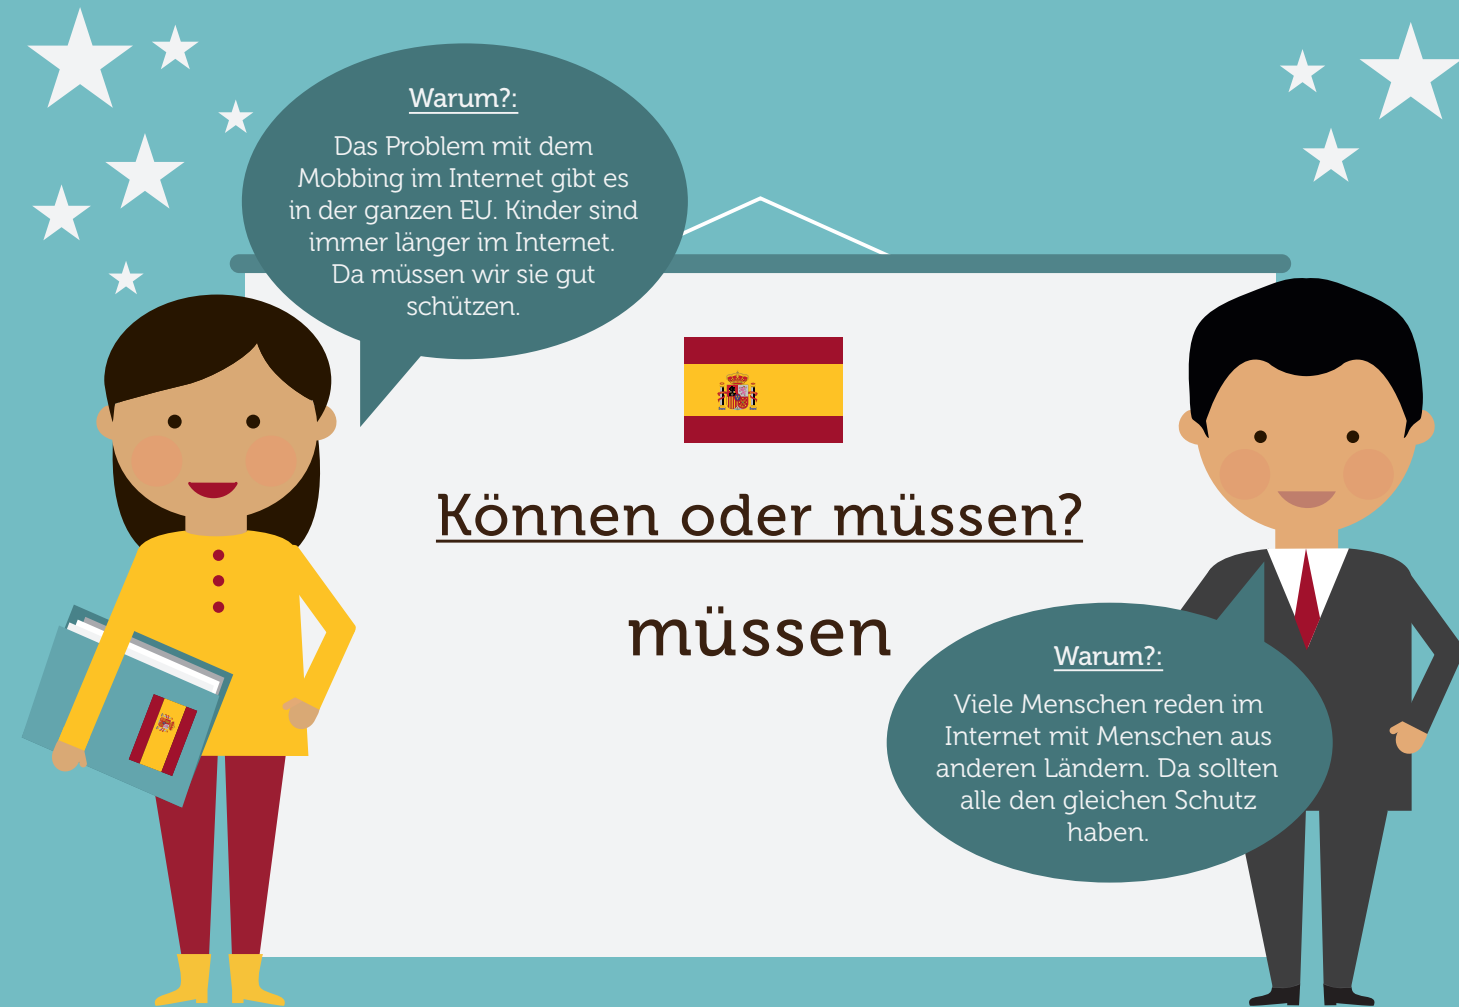 Warum?:
Das Problem mit dem
Mobbing im Internet gibt es
in der ganzen EU. Kinder sind
immer länger im Internet.
Da müssen wir sie gut
schützen.
Können oder müssen?
müssen
Warum?:
Viele Menschen reden im
Internet mit Menschen aus
anderen Ländern. Da sollten
alle den gleichen Schutz
haben.